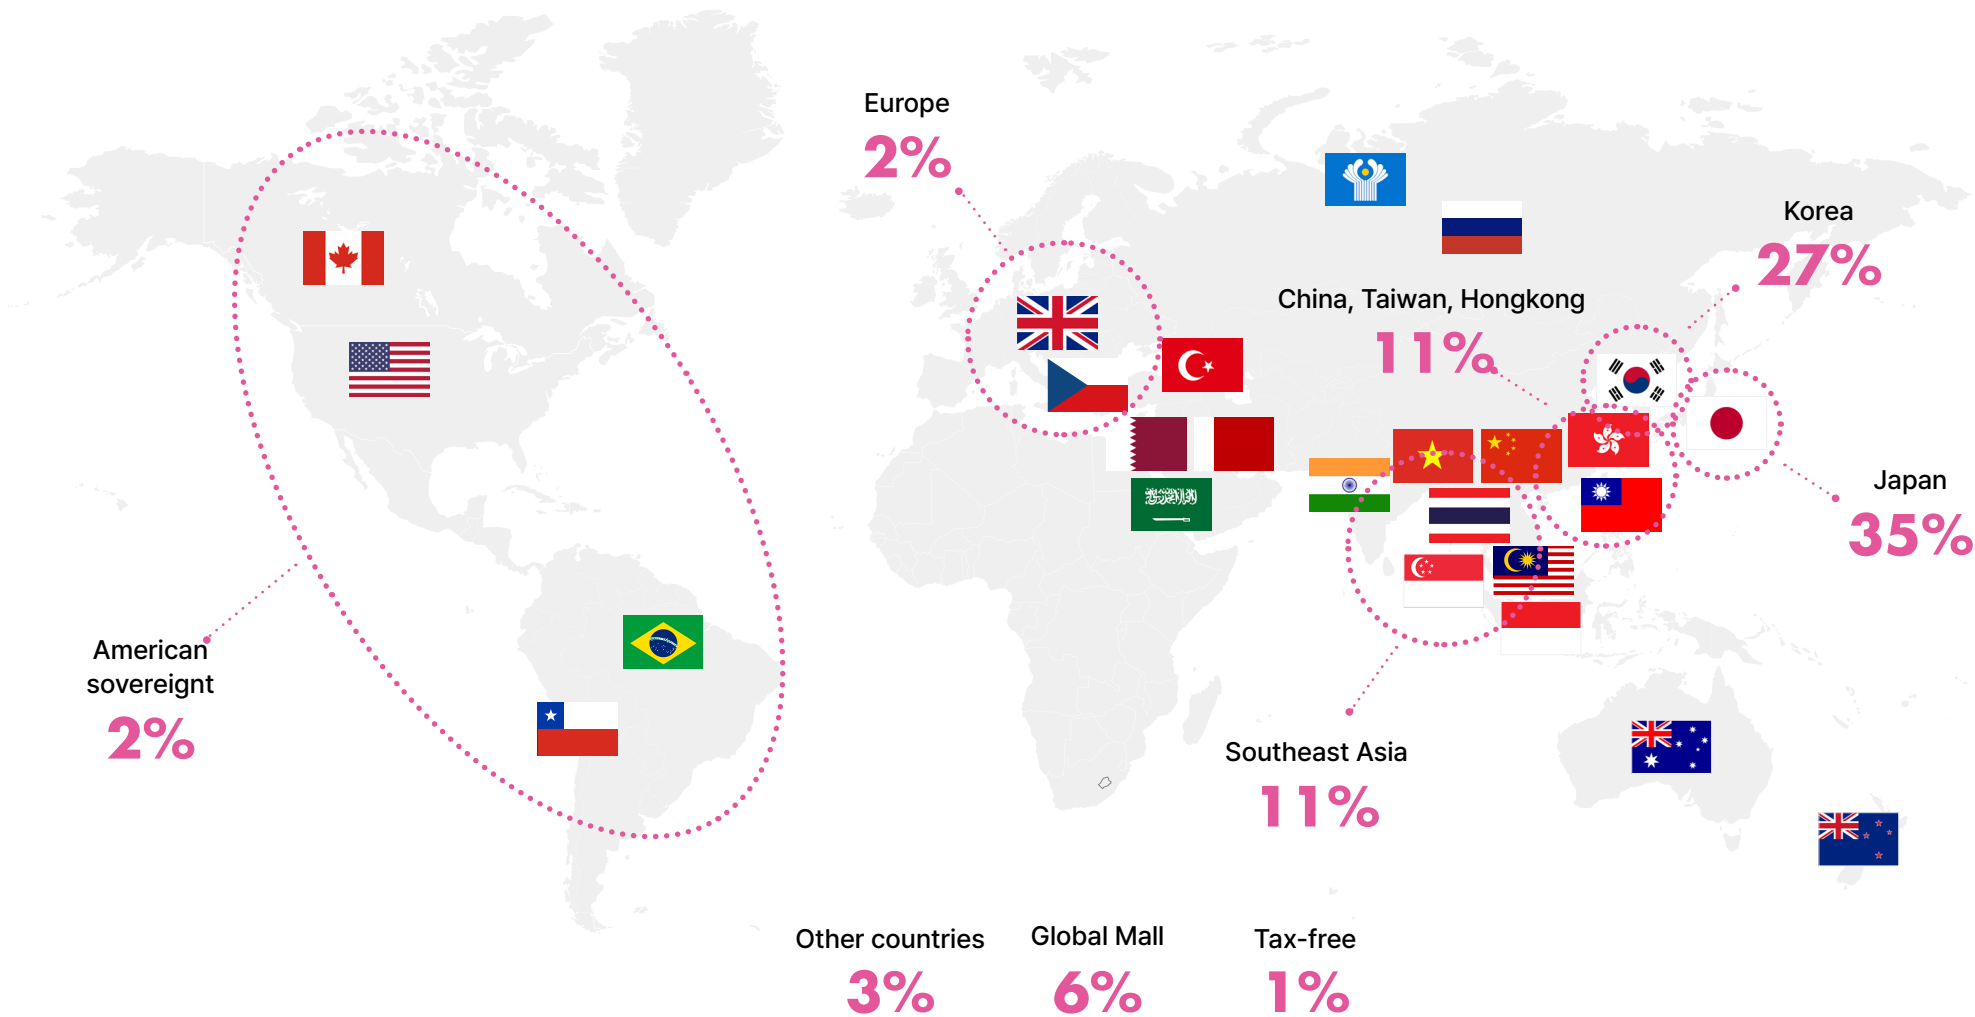 Europe
2%
Korea
27%
China, Taiwan, Hongkong
11%
Japan
35%
American
sovereignt
2%
Southeast Asia
11%
Other countries
3%
Global Mall
6%
Tax-free
1%